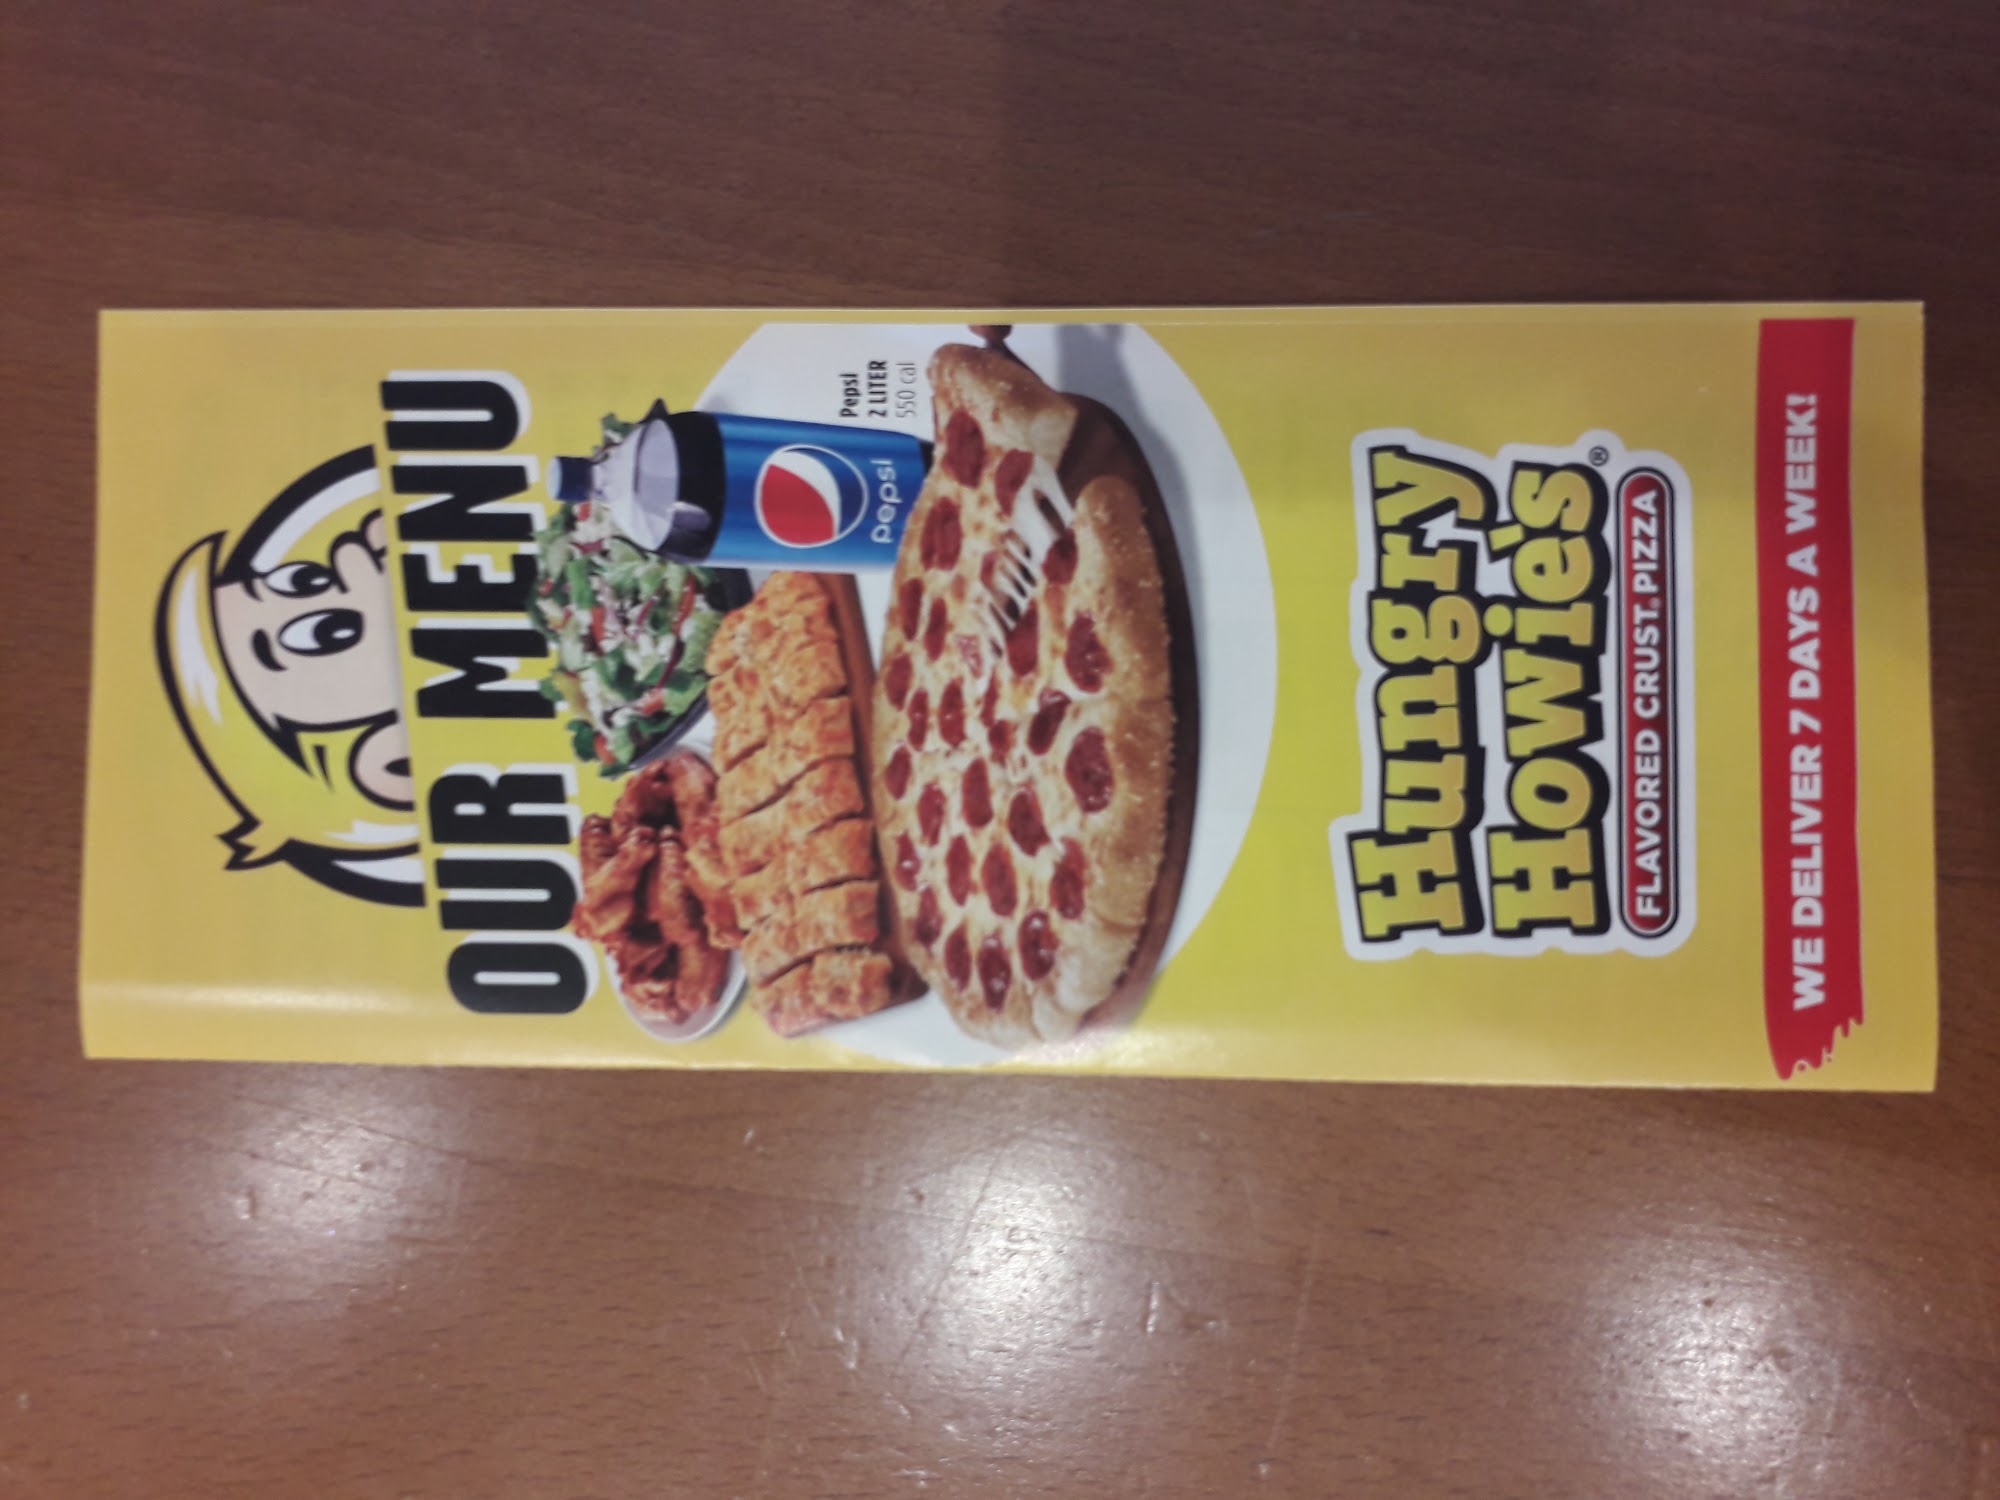 OUR MENU
Pepsi
2 LITER
550 cal
pepsi
Hungry
Howie's®
FLAVORED CRUST® PIZZA
WE DELIVER 7 DAYS A WEEK!